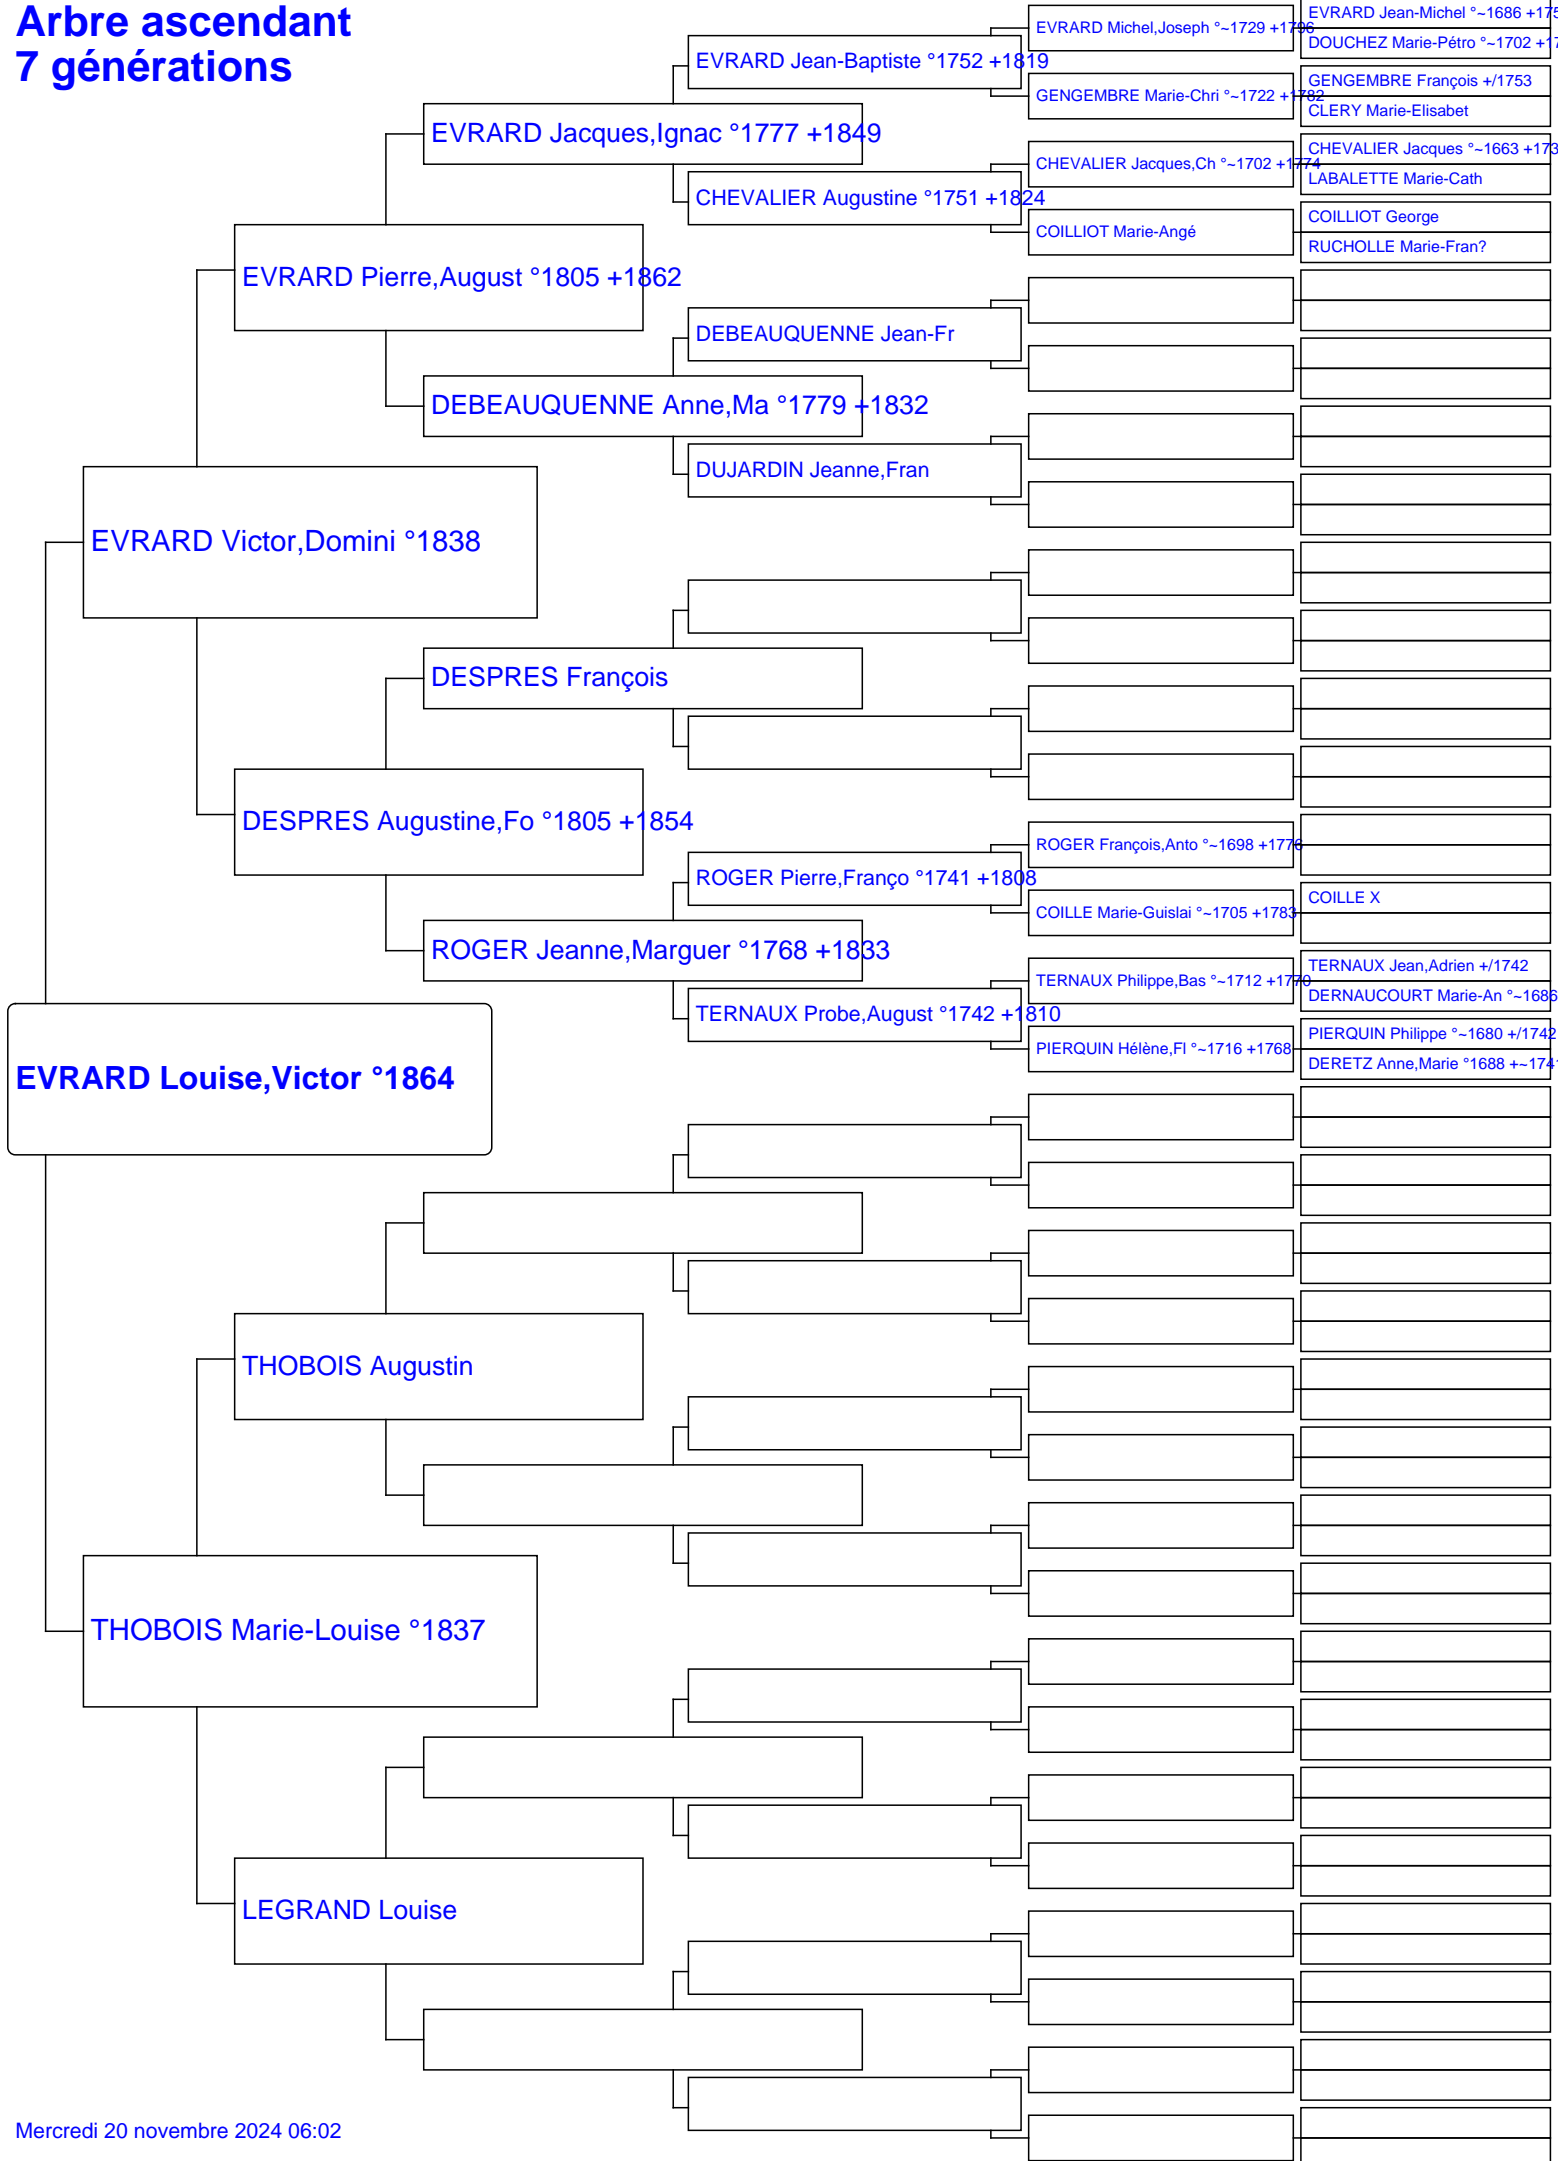 Arbre ascendant
7 générations
EVRARD Louise,Victor °1864
EVRARD Victor,Domini °1838
THOBOIS Marie-Louise °1837
EVRARD Pierre,August °1805 +1862
DESPRES Augustine,Fo °1805 +1854
THOBOIS Augustin
LEGRAND Louise
EVRARD Jacques,Ignac °1777 +1849
DEBEAUQUENNE Anne,Ma °1779 +1832
DESPRES François
ROGER Jeanne,Marguer °1768 +1833
EVRARD Jean-Baptiste °1752 +1819
CHEVALIER Augustine °1751 +1824
DEBEAUQUENNE Jean-Fr
DUJARDIN Jeanne,Fran
ROGER Pierre,Franço °1741 +1808
TERNAUX Probe,August °1742 +1810
EVRARD Michel,Joseph °~1729 +1796
GENGEMBRE Marie-Chri °~1722 +1782
CHEVALIER Jacques,Ch °~1702 +1774
COILLIOT Marie-Angé
ROGER François,Anto °~1698 +1776
COILLE Marie-Guislai °~1705 +1783
TERNAUX Philippe,Bas °~1712 +1770
PIERQUIN Hélène,Fl °~1716 +1768
EVRARD Jean-Michel °~1686 +175
DOUCHEZ Marie-Pétro °~1702 +17
GENGEMBRE François +/1753
CLERY Marie-Elisabet
CHEVALIER Jacques °~1663 +173
LABALETTE Marie-Cath
COILLIOT George
RUCHOLLE Marie-Fran?
COILLE X
TERNAUX Jean,Adrien +/1742
DERNAUCOURT Marie-An °~1686
PIERQUIN Philippe °~1680 +/1742
DERETZ Anne,Marie °1688 +~1741
Mercredi 20 novembre 2024 06:02